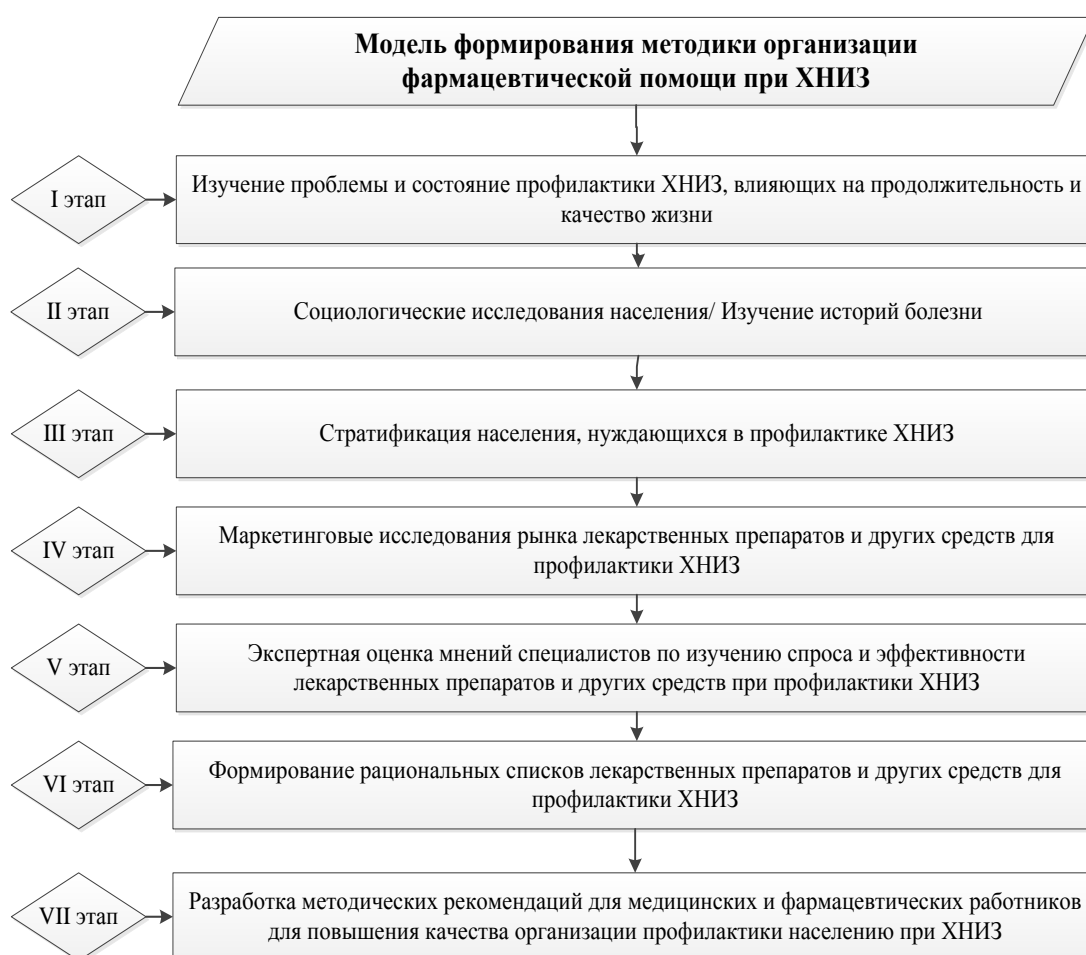 Модель формирования методики организации
фармацевтической помощи при ХНИЗ
I этап
Изучение проблемы и состояние профилактики ХНИЗ, влияющих на продолжительность и
качество жизни
II этап
Социологические исследования населения/ Изучение историй болезни
III этап
Стратификация населения, нуждающихся в профилактике ХНИЗ
IV этап
Маркетинговые исследования рынка лекарственных препаратов и других средств для
профилактики ХНИЗ
V этап
Экспертная оценка мнений специалистов по изучению спроса и эффективности
лекарственных препаратов и других средств при профилактики ХНИЗ
VI этап
Формирование рациональных списков лекарственных препаратов и других средств для
профилактики ХНИЗ
VII этап
Разработка методических рекомендаций для медицинских и фармацевтических работников
для повышения качества организации профилактики населению при ХНИЗ